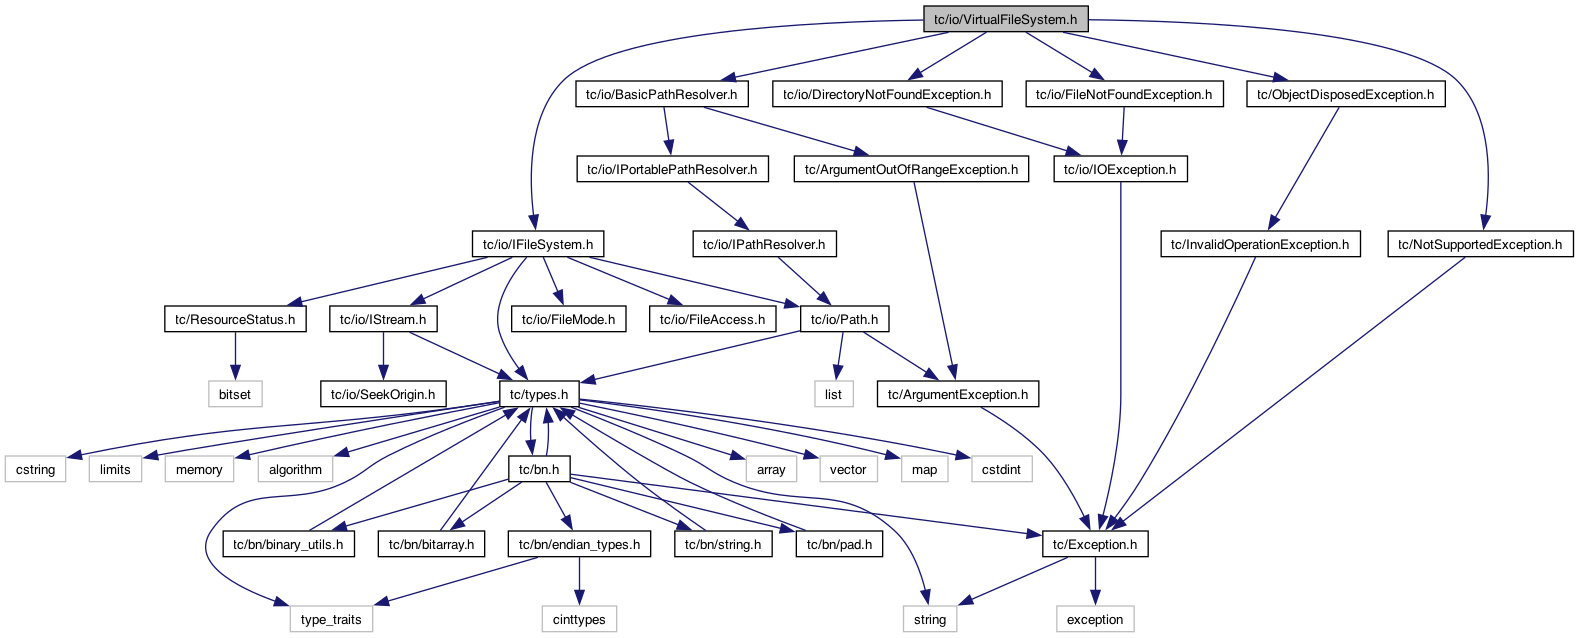 tc/io/VirtualFileSystem.h
tc/io/BasicPathResolver.h
tc/io/DirectoryNotFoundException.h
tc/io/FileNotFoundException.h
tc/ObjectDisposedException.h
tc/io/IPortablePathResolver.h
tc/ArgumentOutOfRangeException.h
tc/io/IOException.h
tc/io/IFileSystem.h
tc/io/IPathResolver.h
tc/InvalidOperationException.h
tc/NotSupportedException.h
tc/ResourceStatus.h
tc/io/IStream.h
tc/io/FileMode.h
tc/io/FileAccess.h
tc/io/Path.h
bitset
tc/io/SeekOrigin.h
tc/types.h
list
tc/ArgumentException.h
cstring
limits
memory
algorithm
tc/bn.h
array
vector
map
cstdint
tc/bn/binary_utils.h
tc/bn/bitarray.h
tc/bn/endian_types.h
tc/bn/string.h
tc/bn/pad.h
tc/Exception.h
type_traits
cinttypes
string
exception